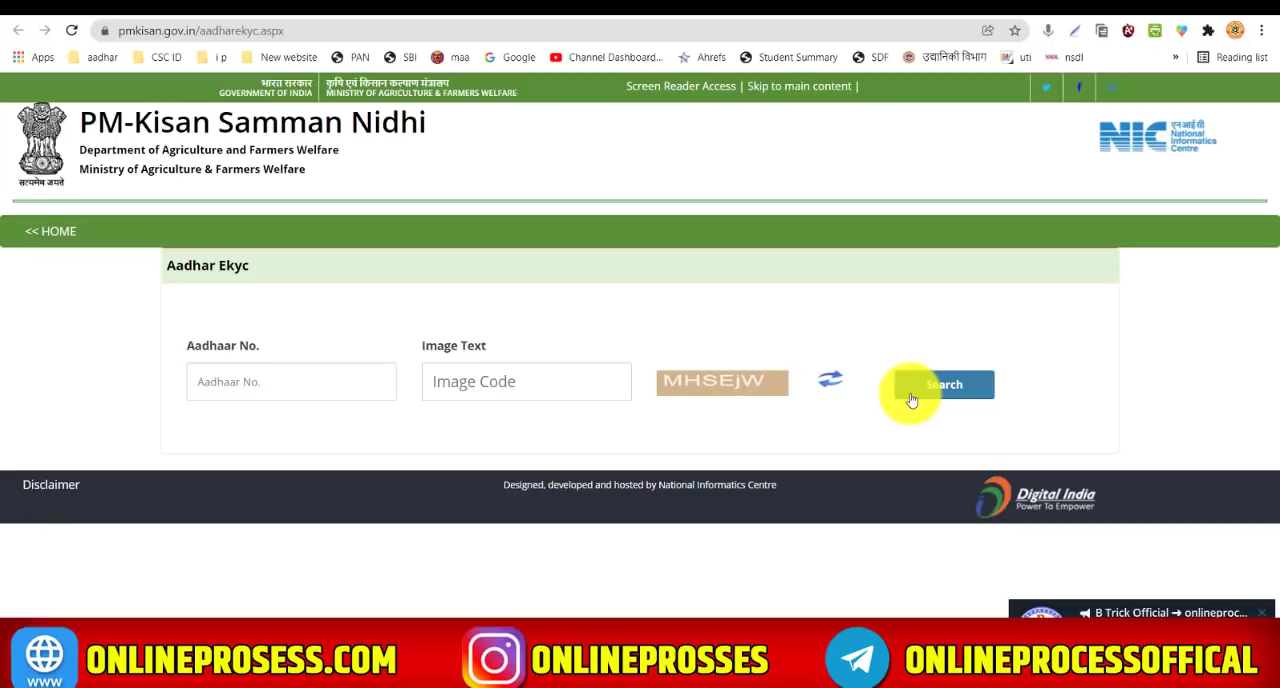 pmkisan.gov.in/aadharekyc.aspx
Apps aadhar CSC ID i p New website PAN SBI maa Google Channel Dashboard... Ahrefs Student Summary SDF उद्यानिकी विभाग uti nsdl » Reading list
भारत सरकार कृषि एवं किसान कल्याण मंत्रालय
GOVERNMENT OF INDIA MINISTRY OF AGRICULTURE & FARMERS WELFARE
Screen Reader Access | Skip to main content |
PM-Kisan Samman Nidhi
Department of Agriculture and Farmers Welfare
Ministry of Agriculture & Farmers Welfare
सत्यमेव जयते
NIC
एन आई सी
National
Informatics
Centre
<< HOME
Aadhar Ekyc
Aadhaar No. Image Text
Aadhaar No. Image Code MHSEjW Search
Disclaimer Designed, developed and hosted by National Informatics Centre
Digital India
Power To Empower
B Trick Official ➞ onlineproc...
WWW ONLINEPROSESS.COM ONLINEPROSSES ONLINEPROCESSOFFICAL